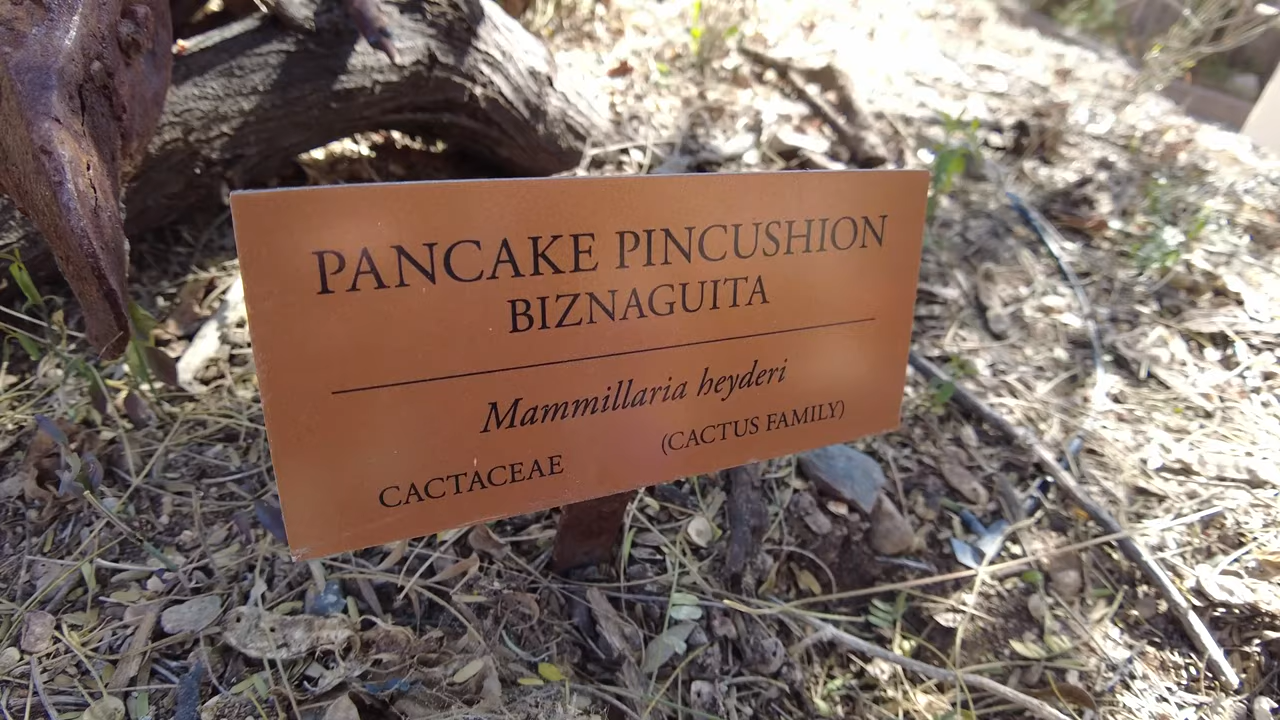 PANCAKE PINCUSHION
BIZNAGUITA
Mammillaria heyderi
CACTACEAE (CACTUS FAMILY)